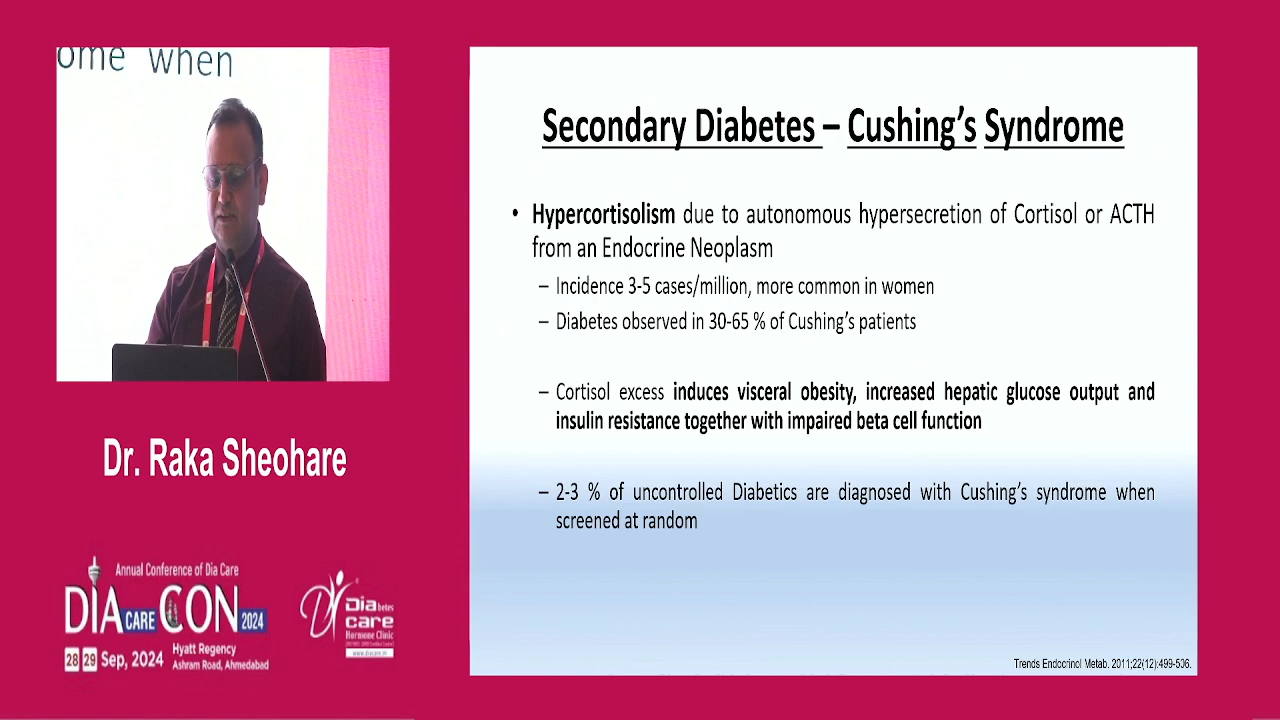 ome when
Secondary Diabetes – Cushing's Syndrome
• Hypercortisolism due to autonomous hypersecretion of Cortisol or ACTH
from an Endocrine Neoplasm
– Incidence 3-5 cases/million, more common in women
– Diabetes observed in 30-65 % of Cushing's patients
– Cortisol excess induces visceral obesity, increased hepatic glucose output and
insulin resistance together with impaired beta cell function
– 2-3 % of uncontrolled Diabetics are diagnosed with Cushing's syndrome when
screened at random
Trends Endocrinol Metab. 2011;22(12):499-506.
Dr. Raka Sheohare
Annual Conference of Dia Care
DIA CARE CON 2024
28 29 Sep, 2024
Hyatt Regency
Ashram Road, Ahmedabad
Diabetes
care
Hormone Clinic
www.diacare.in